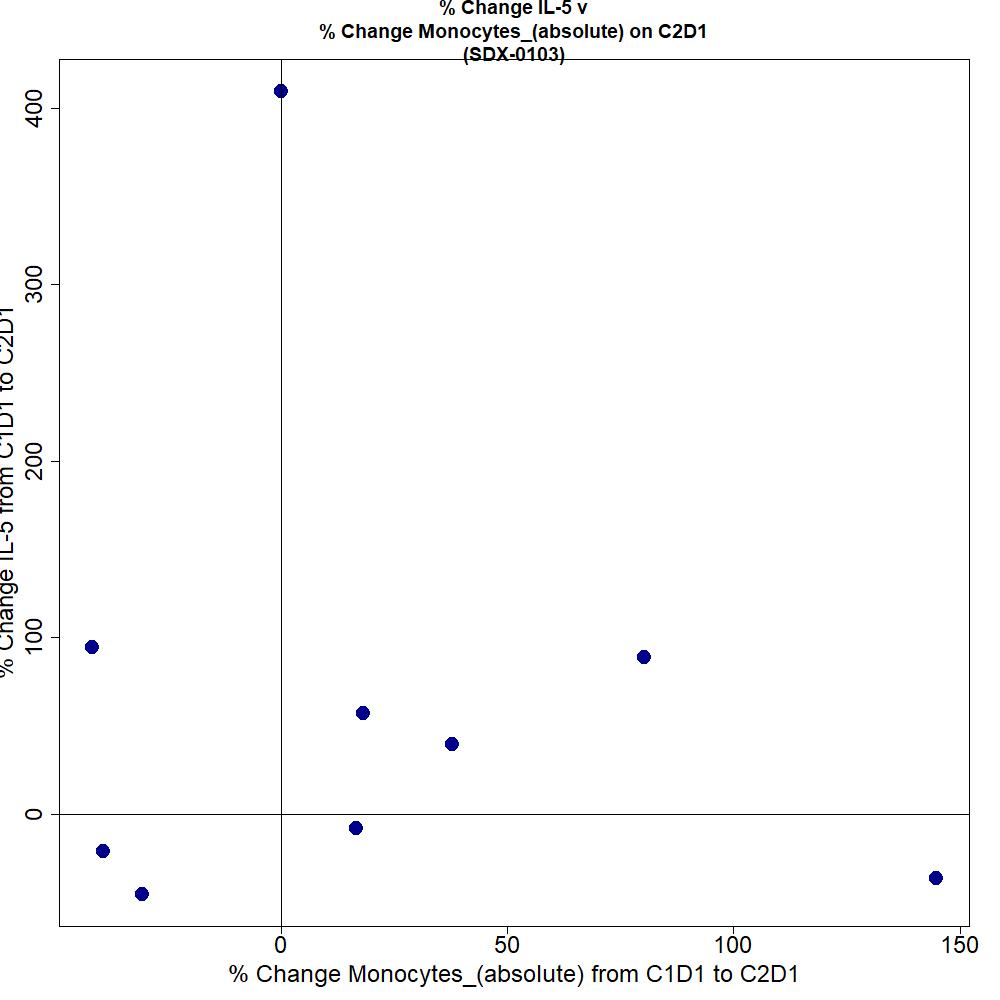 % Change IL-5 v
% Change Monocytes_(absolute) on C2D1
(SDX-0103)
% Change IL-5 from C1D1 to C2D1
400
300
200
100
0
0
50
100
150
% Change Monocytes_(absolute) from C1D1 to C2D1